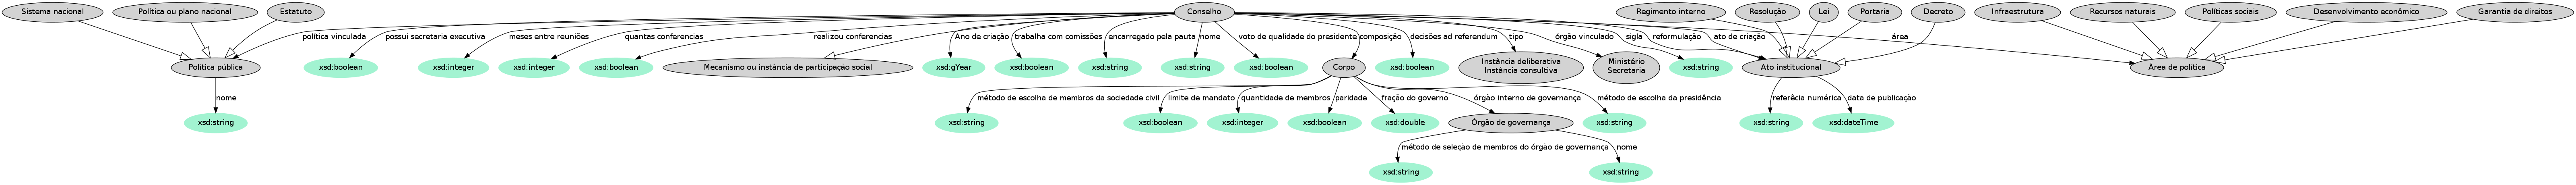 Sistema nacional
Política ou plano nacional
Estatuto
Conselho
Regimento interno
Resolução
Lei
Portaria
Decreto
Infraestrutura
Recursos naturais
Políticas sociais
Desenvolvimento econômico
Garantia de direitos
política vinculada
possui secretaria executiva
meses entre reuniões
quantas conferencias
realizou conferencias
Ano de criação
trabalha com comissões
encarregado pela pauta
nome
voto de qualidade do presidente
composição
decisões ad referendum
tipo
órgão vinculado
sigla
reformulação
ato de criação
área
Política pública
xsd:boolean
xsd:integer
xsd:integer
xsd:boolean
Mecanismo ou instância de participação social
xsd:gYear
xsd:boolean
xsd:string
xsd:string
xsd:boolean
Corpo
xsd:boolean
Instância deliberativa
Instância consultiva
Ministério
Secretaria
xsd:string
Ato institucional
Área de política
nome
método de escolha de membros da sociedade civil
limite de mandato
quantidade de membros
paridade
fração do governo
órgão interno de governança
método de escolha da presidência
referêcia numérica
data de publicação
xsd:string
xsd:string
xsd:boolean
xsd:integer
xsd:boolean
xsd:double
Órgão de governança
xsd:string
xsd:string
xsd:dateTime
método de seleção de membros do órgão de governança
nome
xsd:string
xsd:string